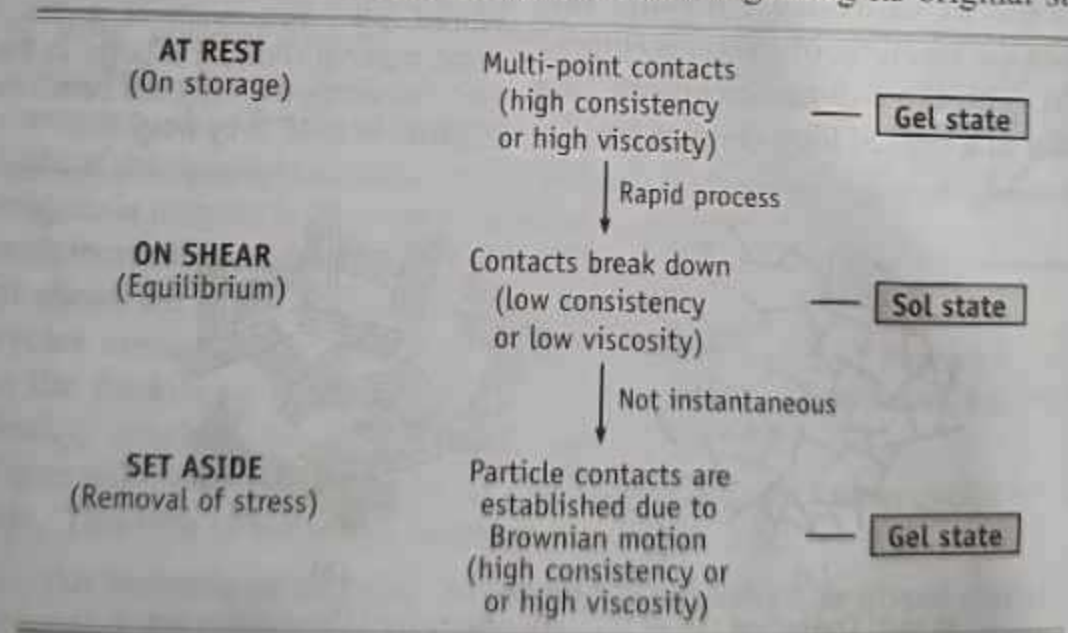 AT REST
(On storage)
Multi-point contacts
(high consistency
or high viscosity)
Gel state
Rapid process
ON SHEAR
(Equilibrium)
Contacts break down
(low consistency
or low viscosity)
Sol state
Not instantaneous
SET ASIDE
(Removal of stress)
Particle contacts are
established due to
Brownian motion
(high consistency or
or high viscosity)
Gel state